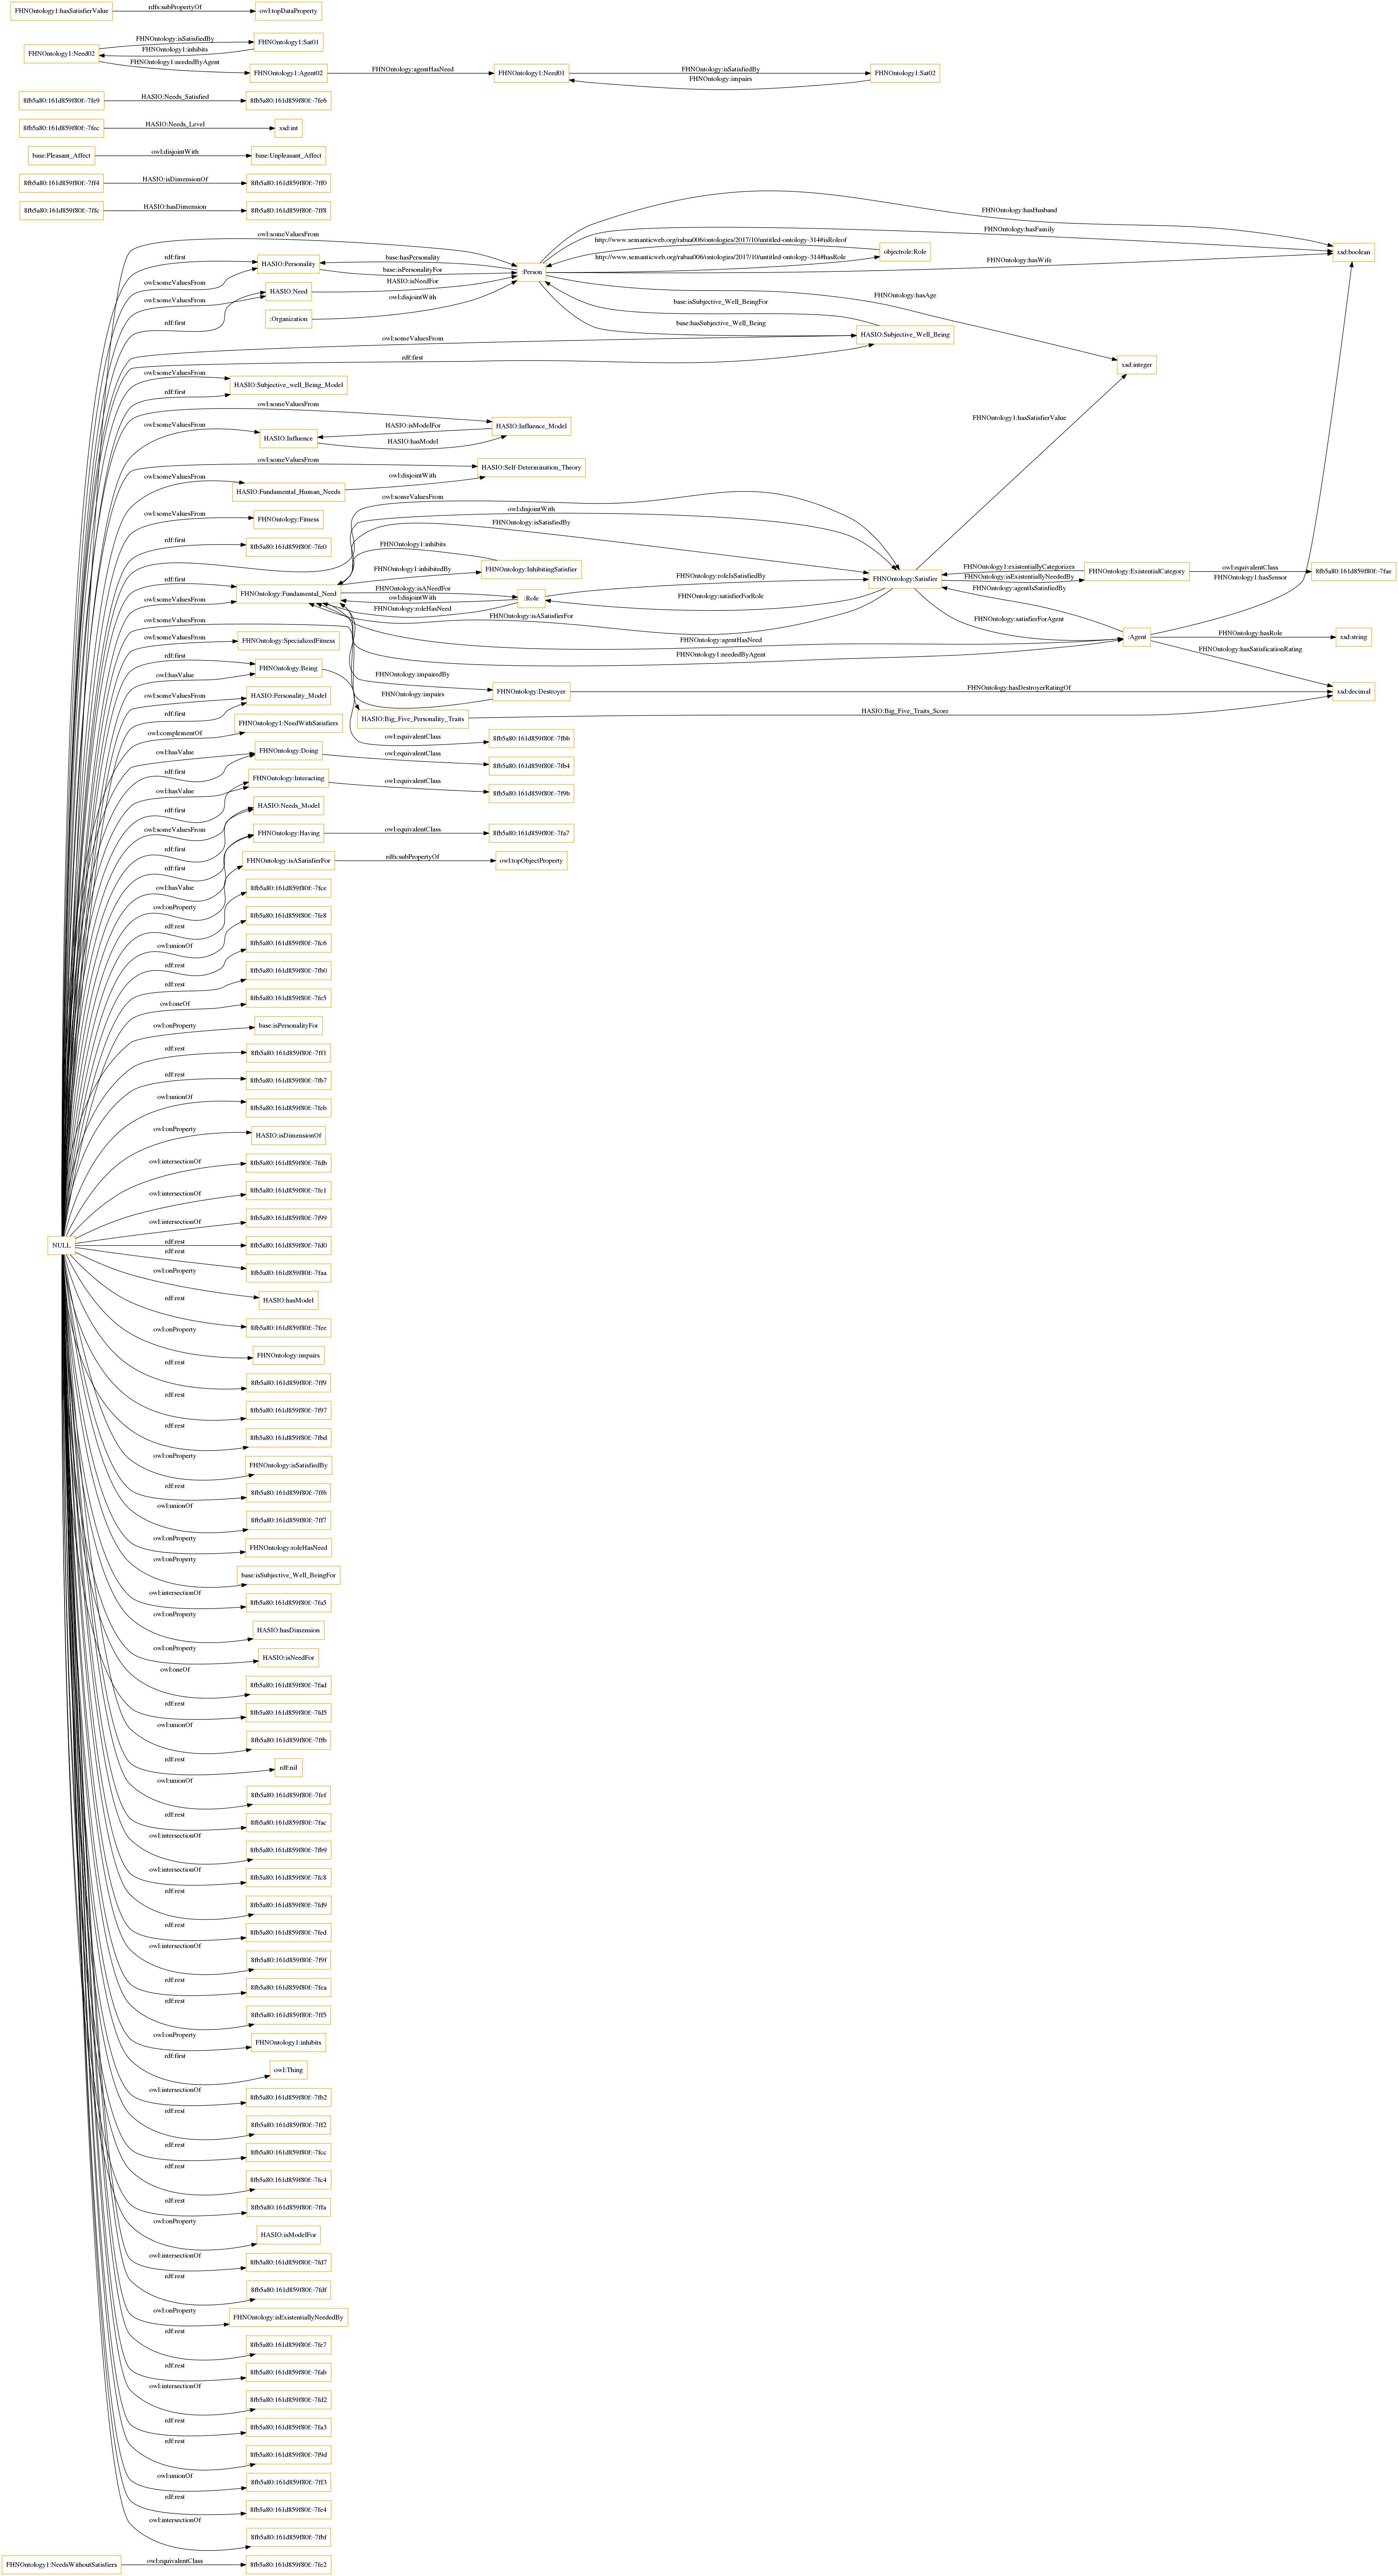 FHNOntology1:hasSatisfierValue
rdfs:subPropertyOf
owl:topDataProperty
FHNOntology1:Need02
FHNOntology:isSatisfiedBy
FHNOntology1:Sat01
FHNOntology1:inhibits
FHNOntology1:neededByAgent
FHNOntology1:Agent02
FHNOntology:agentHasNeed
FHNOntology1:Need01
FHNOntology:isSatisfiedBy
FHNOntology1:Sat02
FHNOntology:impairs
8fb5a80:161d859f80f:-7fe9
HASIO:Needs_Satisfied
8fb5a80:161d859f80f:-7fe6
8fb5a80:161d859f80f:-7fec
HASIO:Needs_Level
xsd:int
base:Pleasant_Affect
owl:disjointWith
base:Unpleasant_Affect
8fb5a80:161d859f80f:-7ff4
HASIO:isDimensionOf
8fb5a80:161d859f80f:-7ff0
8fb5a80:161d859f80f:-7ffc
HASIO:hasDimension
8fb5a80:161d859f80f:-7ff8
FHNOntology:hasHusband
FHNOntology:hasFamily
owl:someValuesFrom
http://www.semanticweb.org/rabaa006/ontologies/2017/10/untitled-ontology-314#isRoleof
objectrole:Role
xsd:boolean
rdf:first
HASIO:Personality
base:hasPersonality
base:isPersonalityFor
:Person
http://www.semanticweb.org/rabaa006/ontologies/2017/10/untitled-ontology-314#hasRole
FHNOntology:hasWife
owl:someValuesFrom
HASIO:isNeedFor
HASIO:Need
owl:someValuesFrom
owl:disjointWith
FHNOntology:hasAge
base:isSubjective_Well_BeingFor
:Organization
rdf:first
base:hasSubjective_Well_Being
HASIO:Subjective_Well_Being
owl:someValuesFrom
rdf:first
xsd:integer
owl:someValuesFrom
HASIO:Subjective_well_Being_Model
rdf:first
owl:someValuesFrom
FHNOntology1:hasSatisfierValue
owl:someValuesFrom
HASIO:Influence
HASIO:isModelFor
HASIO:Influence_Model
HASIO:hasModel
owl:someValuesFrom
HASIO:Self-Determination_Theory
owl:someValuesFrom
owl:disjointWith
HASIO:Fundamental_Human_Needs
owl:someValuesFrom
owl:someValuesFrom
owl:disjointWith
FHNOntology:Fitness
FHNOntology:isSatisfiedBy
rdf:first
8fb5a80:161d859f80f:-7fe0
FHNOntology1:inhibits
FHNOntology1:inhibitedBy
FHNOntology:InhibitingSatisfier
FHNOntology1:existentiallyCategorizes
owl:equivalentClass
8fb5a80:161d859f80f:-7fae
rdf:first
FHNOntology:roleIsSatisfiedBy
FHNOntology:Satisfier
FHNOntology:isExistentiallyNeededBy
FHNOntology:ExistentialCategory
FHNOntology1:hasSensor
FHNOntology:Fundamental_Need
FHNOntology:isANeedFor
owl:disjointWith
:Role
FHNOntology:satisfierForRole
FHNOntology:agentIsSatisfiedBy
owl:someValuesFrom
FHNOntology:roleHasNeed
FHNOntology:isASatisfierFor
FHNOntology:satisfierForAgent
owl:someValuesFrom
owl:someValuesFrom
FHNOntology:SpecializedFitness
FHNOntology:agentHasNeed
:Agent
FHNOntology:hasRole
xsd:string
FHNOntology1:neededByAgent
FHNOntology:hasSatisficationRating
rdf:first
FHNOntology:Being
FHNOntology:impairedBy
owl:hasValue
FHNOntology:impairs
FHNOntology:Destroyer
FHNOntology:hasDestroyerRatingOf
xsd:decimal
owl:someValuesFrom
HASIO:Personality_Model
rdf:first
HASIO:Big_Five_Personality_Traits
HASIO:Big_Five_Traits_Score
owl:complementOf
FHNOntology1:NeedWithSatisfiers
owl:equivalentClass
8fb5a80:161d859f80f:-7fbb
owl:hasValue
FHNOntology:Doing
owl:equivalentClass
8fb5a80:161d859f80f:-7fb4
rdf:first
owl:hasValue
FHNOntology:Interacting
owl:equivalentClass
8fb5a80:161d859f80f:-7f9b
rdf:first
HASIO:Needs_Model
owl:someValuesFrom
rdf:first
FHNOntology:Having
owl:equivalentClass
8fb5a80:161d859f80f:-7fa7
rdf:first
owl:hasValue
FHNOntology:isASatisfierFor
rdfs:subPropertyOf
owl:topObjectProperty
owl:onProperty
8fb5a80:161d859f80f:-7fce
rdf:rest
8fb5a80:161d859f80f:-7fe8
owl:unionOf
8fb5a80:161d859f80f:-7fc6
rdf:rest
8fb5a80:161d859f80f:-7fb0
rdf:rest
8fb5a80:161d859f80f:-7fe5
owl:oneOf
base:isPersonalityFor
owl:onProperty
rdf:rest
8fb5a80:161d859f80f:-7ff1
rdf:rest
8fb5a80:161d859f80f:-7fb7
owl:unionOf
8fb5a80:161d859f80f:-7feb
owl:onProperty
HASIO:isDimensionOf
owl:intersectionOf
8fb5a80:161d859f80f:-7fdb
owl:intersectionOf
8fb5a80:161d859f80f:-7fe1
owl:intersectionOf
8fb5a80:161d859f80f:-7f99
NULL
rdf:rest
8fb5a80:161d859f80f:-7fd0
rdf:rest
8fb5a80:161d859f80f:-7faa
owl:onProperty
HASIO:hasModel
rdf:rest
8fb5a80:161d859f80f:-7fee
owl:onProperty
FHNOntology:impairs
rdf:rest
8fb5a80:161d859f80f:-7ff9
rdf:rest
8fb5a80:161d859f80f:-7f97
rdf:rest
8fb5a80:161d859f80f:-7fbd
owl:onProperty
FHNOntology:isSatisfiedBy
rdf:rest
8fb5a80:161d859f80f:-7ff6
owl:unionOf
8fb5a80:161d859f80f:-7ff7
owl:onProperty
FHNOntology:roleHasNeed
owl:onProperty
base:isSubjective_Well_BeingFor
owl:intersectionOf
8fb5a80:161d859f80f:-7fa5
owl:onProperty
HASIO:hasDimension
owl:onProperty
HASIO:isNeedFor
owl:oneOf
8fb5a80:161d859f80f:-7fad
rdf:rest
8fb5a80:161d859f80f:-7fd5
owl:unionOf
8fb5a80:161d859f80f:-7ffb
rdf:rest
rdf:nil
owl:unionOf
8fb5a80:161d859f80f:-7fef
rdf:rest
8fb5a80:161d859f80f:-7fac
owl:intersectionOf
8fb5a80:161d859f80f:-7fb9
owl:intersectionOf
8fb5a80:161d859f80f:-7fc8
rdf:rest
8fb5a80:161d859f80f:-7fd9
rdf:rest
8fb5a80:161d859f80f:-7fed
owl:intersectionOf
8fb5a80:161d859f80f:-7f9f
rdf:rest
8fb5a80:161d859f80f:-7fea
rdf:rest
8fb5a80:161d859f80f:-7ff5
owl:onProperty
FHNOntology1:inhibits
rdf:first
owl:Thing
owl:intersectionOf
8fb5a80:161d859f80f:-7fb2
rdf:rest
8fb5a80:161d859f80f:-7ff2
rdf:rest
8fb5a80:161d859f80f:-7fcc
rdf:rest
8fb5a80:161d859f80f:-7fc4
rdf:rest
8fb5a80:161d859f80f:-7ffa
owl:onProperty
HASIO:isModelFor
owl:intersectionOf
8fb5a80:161d859f80f:-7fd7
rdf:rest
8fb5a80:161d859f80f:-7fdf
owl:onProperty
FHNOntology:isExistentiallyNeededBy
rdf:rest
8fb5a80:161d859f80f:-7fe7
rdf:rest
8fb5a80:161d859f80f:-7fab
owl:intersectionOf
8fb5a80:161d859f80f:-7fd2
rdf:rest
8fb5a80:161d859f80f:-7fa3
rdf:rest
8fb5a80:161d859f80f:-7f9d
owl:unionOf
8fb5a80:161d859f80f:-7ff3
rdf:rest
8fb5a80:161d859f80f:-7fe4
owl:intersectionOf
8fb5a80:161d859f80f:-7fbf
FHNOntology1:NeedsWithoutSatisfiers
owl:equivalentClass
8fb5a80:161d859f80f:-7fe2